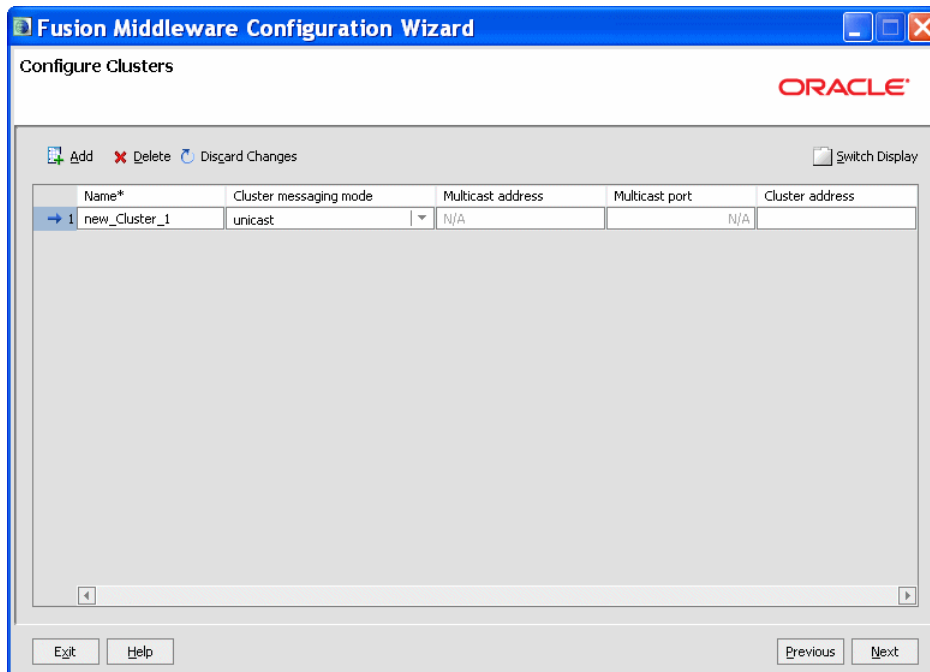 Fusion Middleware Configuration Wizard
Configure Clusters
ORACLE
Add Delete Discard Changes Switch Display
Name* Cluster messaging mode Multicast address Multicast port Cluster address
1 new_Cluster_1 unicast N/A N/A
Exit Help Previous Next